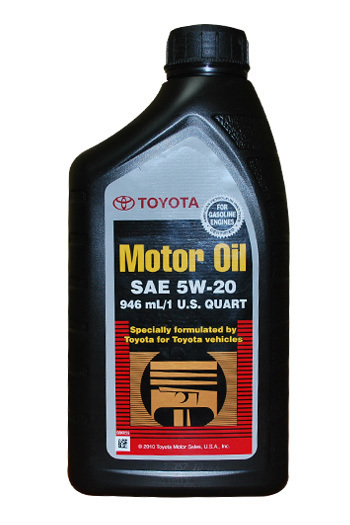 TOYOTA
FOR
GASOLINE
ENGINES
Motor Oil
SAE 5W-20
946 mL/1 U.S. QUART
Specially formulated by
Toyota for Toyota vehicles
© 2010 Toyota Motor Sales, U.S.A., Inc.